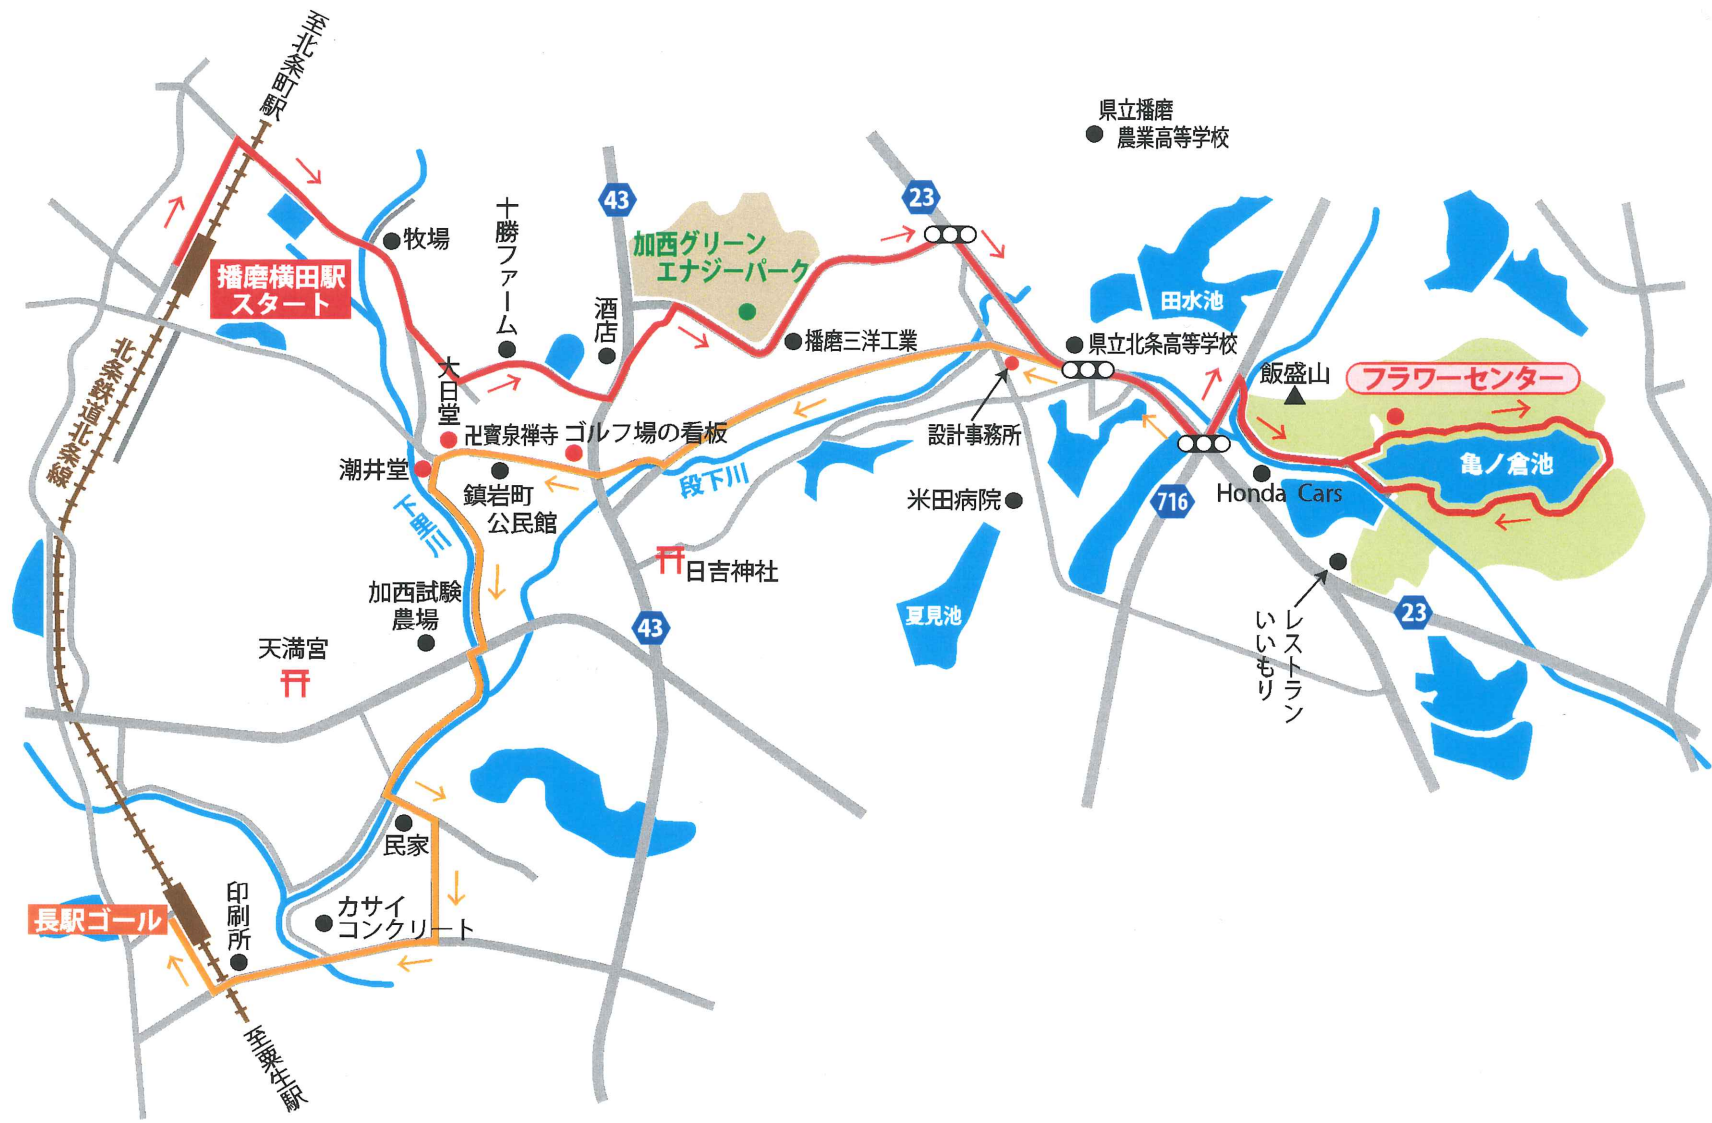 至北条町駅
県立播磨
農業高等学校
43
23
牧場
十勝ファーム
加西グリーン
エナジーパーク
播磨横田駅
スタート
酒店
田水池
播磨三洋工業
県立北条高等学校
北条鉄道北条線
大日堂
飯盛山
フラワーセンター
卍寳泉禅寺
ゴルフ場の看板
設計事務所
潮井堂
亀ノ倉池
段下川
鎮岩町
公民館
米田病院
716
Honda Cars
下里川
日吉神社
加西試験
農場
夏見池
43
23
レストラン
いいもり
天満宮
民家
印刷所
カサイ
コンクリート
長駅ゴール
至粟生駅